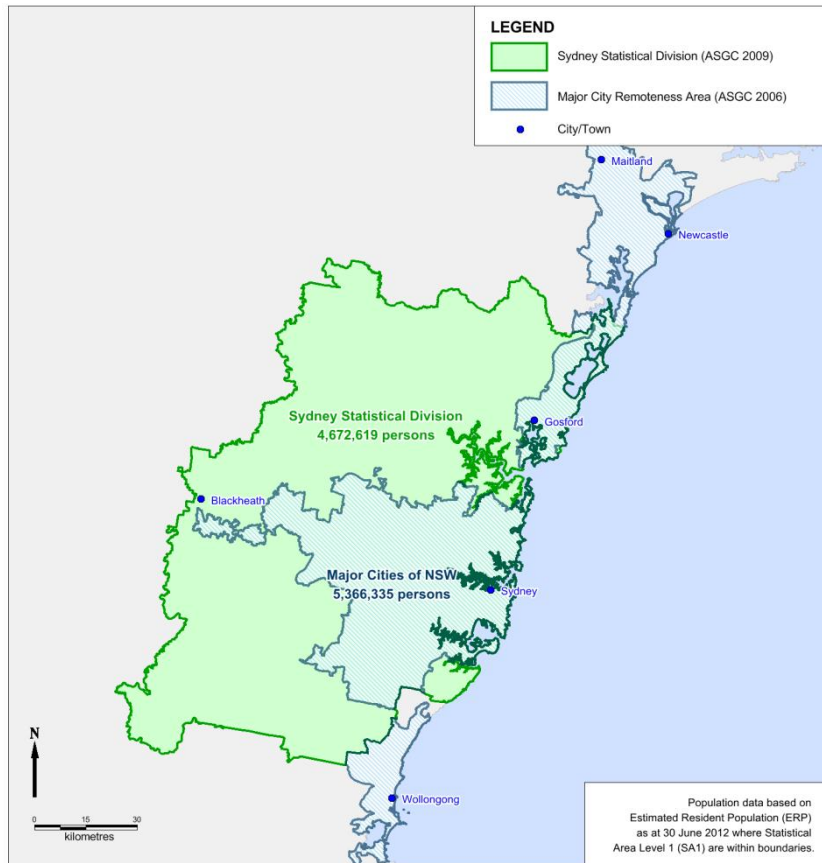 LEGEND
Sydney Statistical Division (ASGC 2009)
Major City Remoteness Area (ASGC 2006)
City/Town
Maitland
Newcastle
Sydney Statistical Division
4,672,619 persons
Gosford
Blackheath
Major Cities of NSW
5,366,335 persons
Sydney
N
Wollongong
0 15 30
kilometres
Population data based on
Estimated Resident Population (ERP)
as at 30 June 2012 where Statistical
Area Level 1 (SA1) are within boundaries.